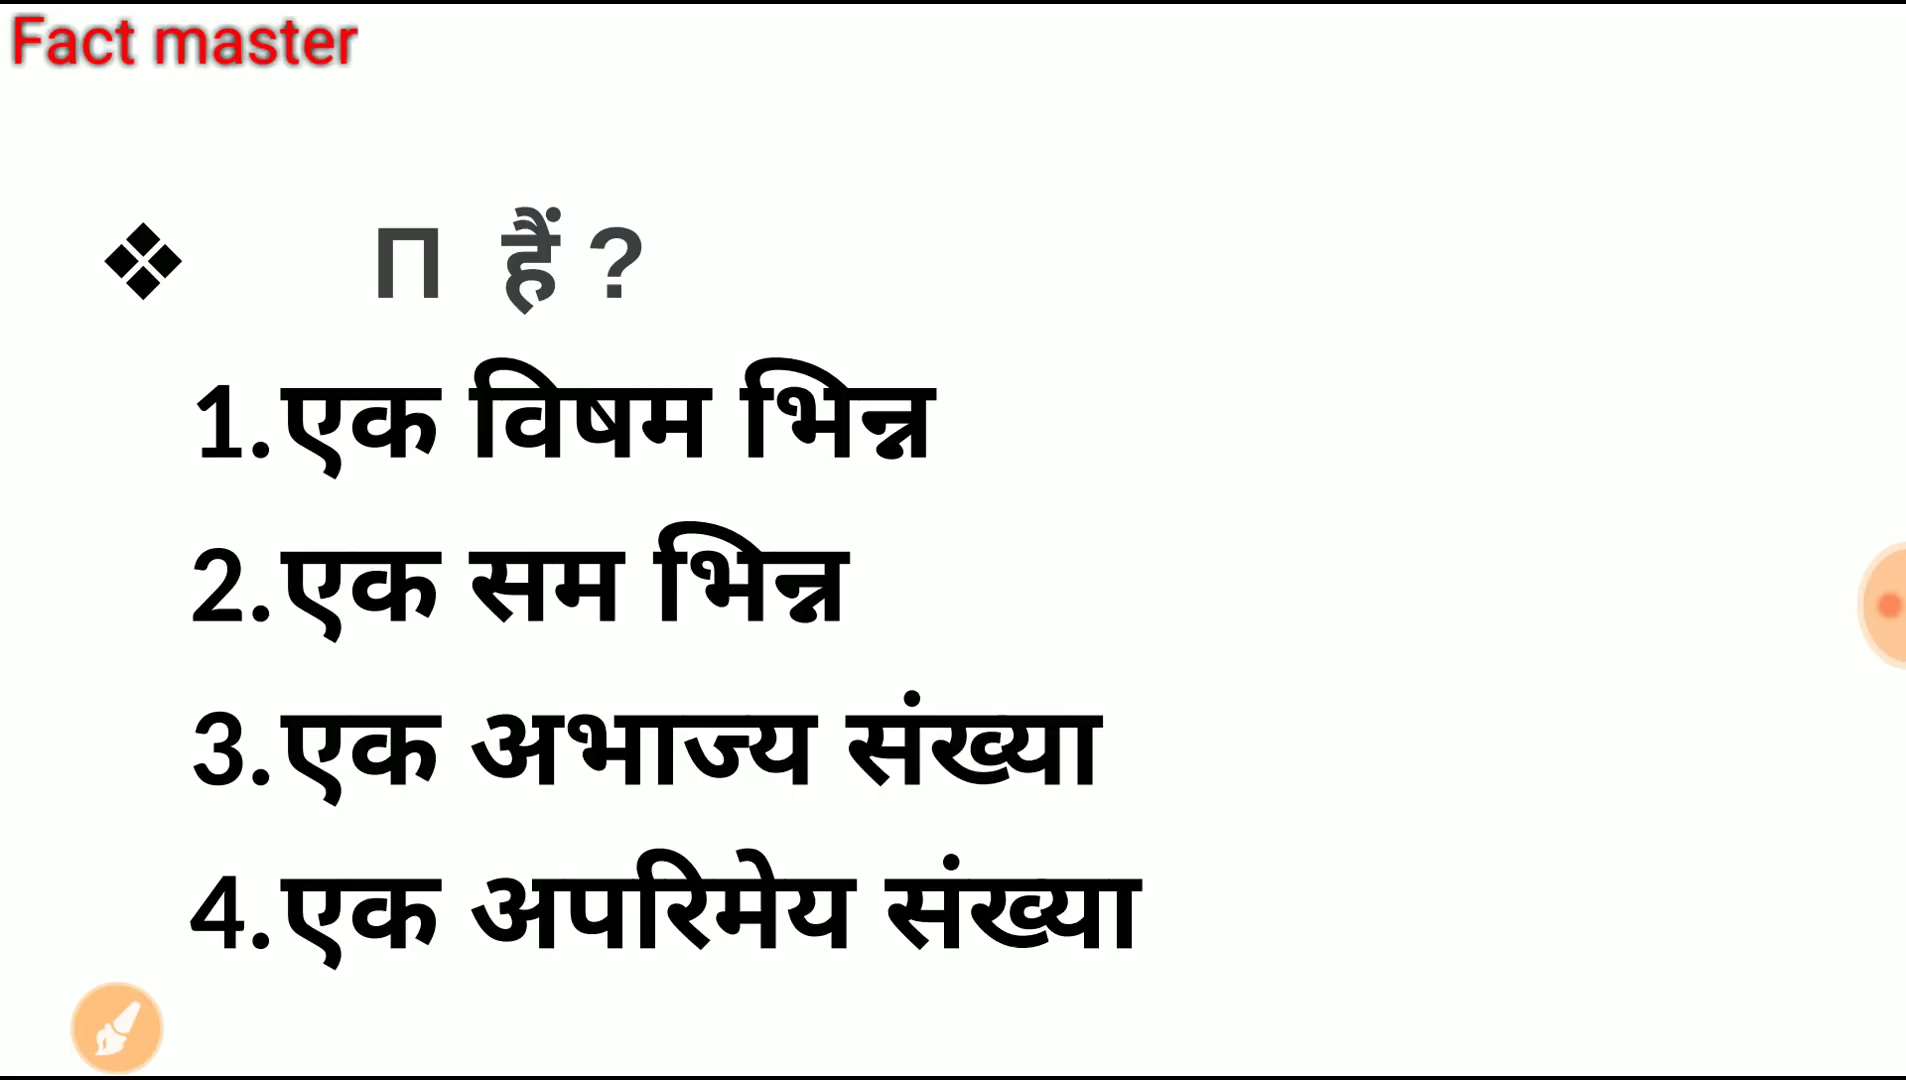 Fact master
❖ П हैं ?
1.एक विषम भिन्न
2.एक सम भिन्न
3.एक अभाज्य संख्या
4.एक अपरिमेय संख्या